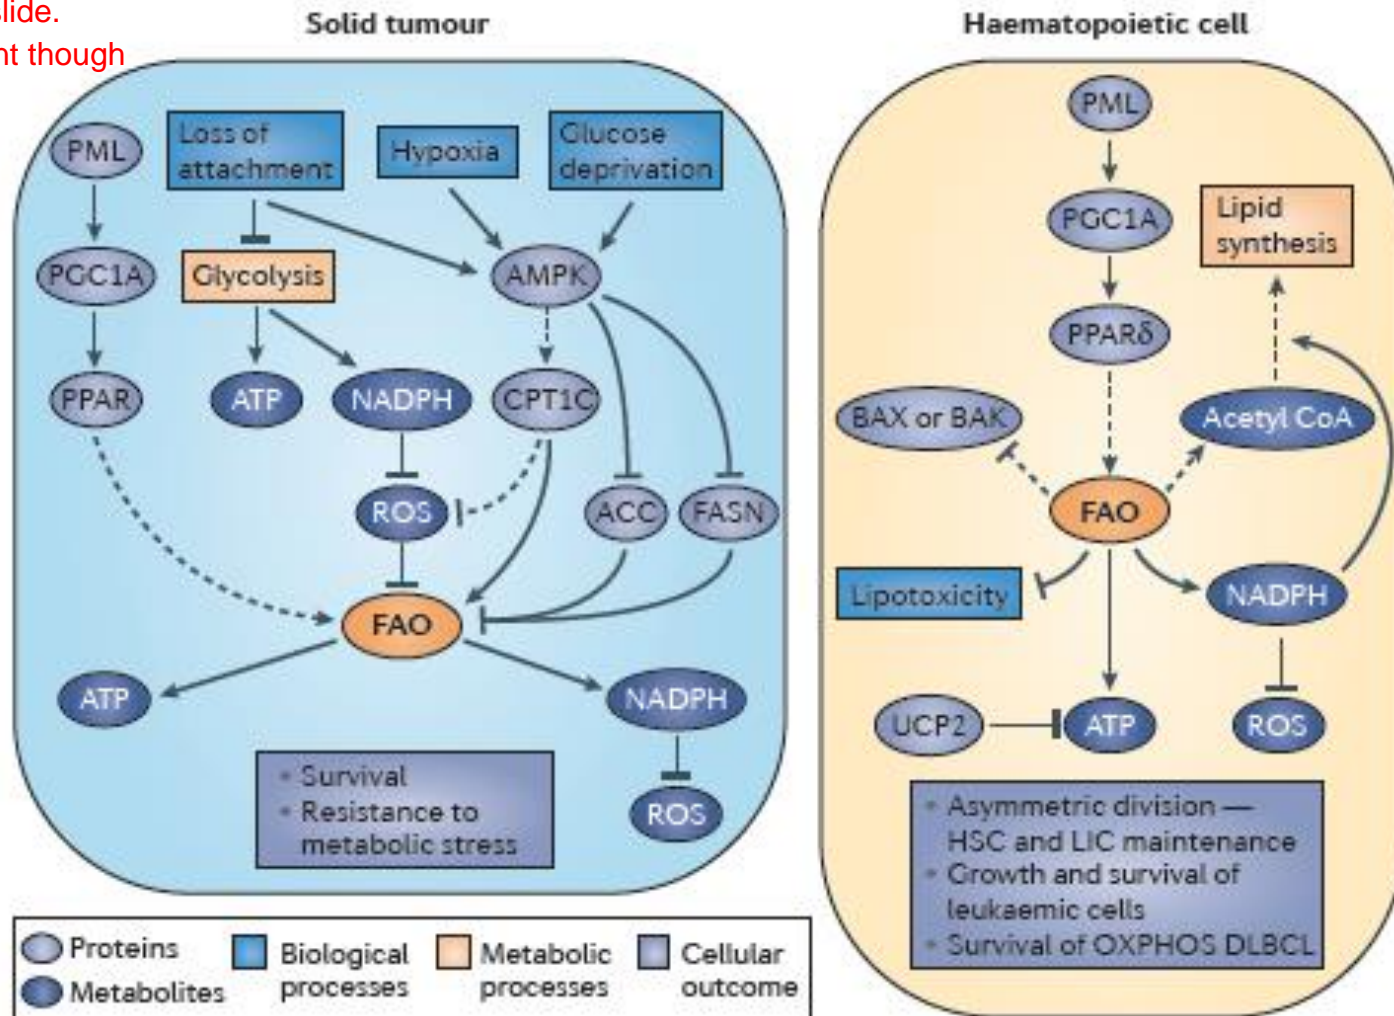 slide.
nt though
Solid tumour
PML
Loss of
attachment
Hypoxia
Glucose
deprivation
PGC1A
Glycolysis
AMPK
PPAR
ATP
NADPH
CPT1C
ROS
ACC
FASN
FAO
ATP
NADPH
ROS
• Survival
• Resistance to
metabolic stress
Haematopoietic cell
PML
PGC1A
Lipid
synthesis
PPARδ
BAX or BAK
Acetyl CoA
FAO
Lipotoxicity
NADPH
UCP2
ATP
ROS
• Asymmetric division —
HSC and LIC maintenance
• Growth and survival of
leukaemic cells
• Survival of OXPHOS DLBCL
Proteins
Metabolites
Biological
processes
Metabolic
processes
Cellular
outcome